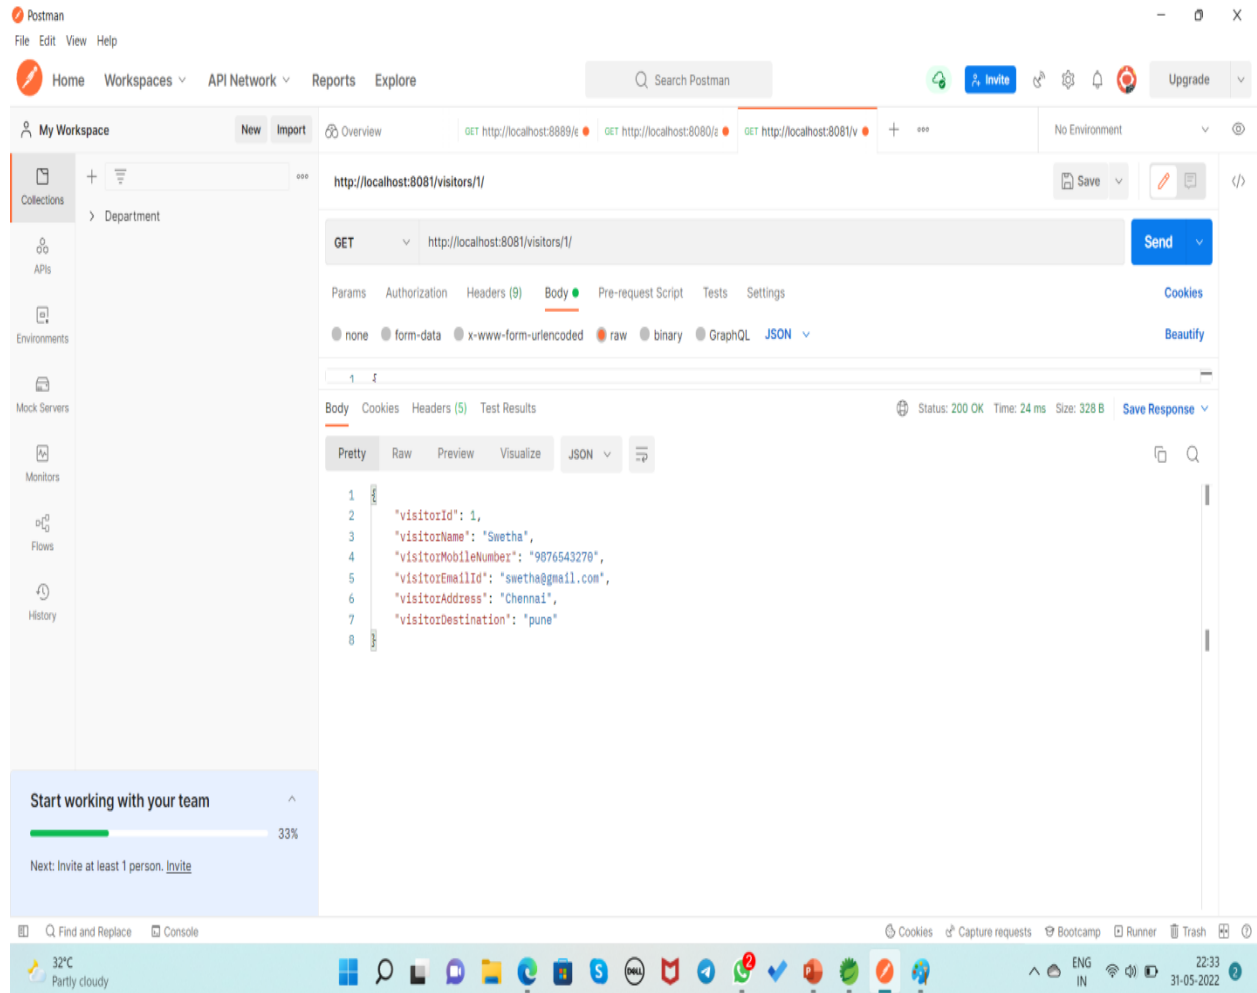 Postman
File Edit View Help
Home Workspaces API Network Reports Explore Search Postman Invite Upgrade
My Workspace New Import Overview GET http://localhost:8889/e GET http://localhost:8080/a GET http://localhost:8081/v No Environment
Collections
Department
http://localhost:8081/visitors/1/ Save
GET http://localhost:8081/visitors/1/ Send
APIs
Params Authorization Headers (9) Body Pre-request Script Tests Settings Cookies
Environments
none form-data x-www-form-urlencoded raw binary GraphQL JSON Beautify
1 {
Mock Servers
Body Cookies Headers (5) Test Results Status: 200 OK Time: 24 ms Size: 328 B Save Response
Pretty Raw Preview Visualize JSON
Monitors
1 {
2 "visitorId": 1,
3 "visitorName": "Swetha",
4 "visitorMobileNumber": "9876543270",
5 "visitorEmailId": "swetha@gmail.com",
6 "visitorAddress": "Chennai",
7 "visitorDestination": "pune"
8 }
Flows
History
Start working with your team
33%
Next: Invite at least 1 person. Invite
Find and Replace Console Cookies Capture requests Bootcamp Runner Trash
32°C
Partly cloudy
DELL
2
ENG
IN
22:33
31-05-2022
2